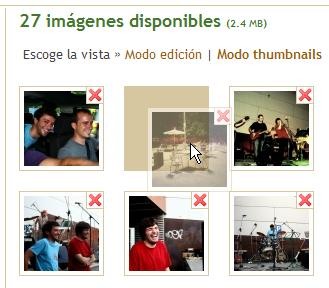 27 imágenes disponibles (2.4 MB)
Escoge la vista » Modo edición | Modo thumbnails